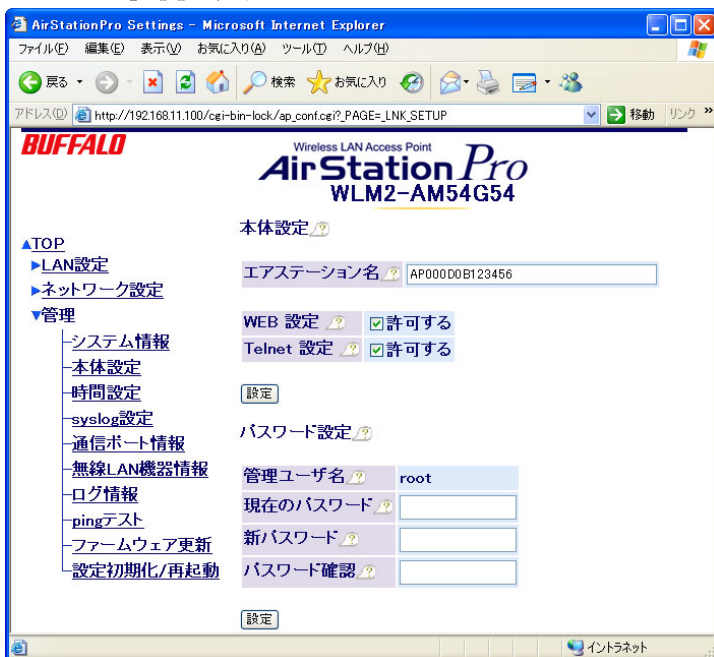 AirStationPro Settings - Microsoft Internet Explorer
ファイル(F) 編集(E) 表示(V) お気に入り(A) ツール(T) ヘルプ(H)
戻る 検索 お気に入り
アドレス(D) http://192.168.11.100/cgi-bin-lock/ap_conf.cgi?_PAGE=_LNK_SETUP 移動 リンク »
BUFFALO
Wireless LAN Access Point
AirStation Pro
WLM2-AM54G54
▲TOP
▶LAN設定
▶ネットワーク設定
▼管理
システム情報
本体設定
時間設定
syslog設定
通信ポート情報
無線LAN機器情報
ログ情報
pingテスト
ファームウェア更新
設定初期化/再起動
本体設定 ?
エアステーション名 ? AP000D0B123456
WEB 設定 ? 許可する
Telnet 設定 ? 許可する
設定
パスワード設定 ?
管理ユーザ名 ? root
現在のパスワード ?
新パスワード ?
パスワード確認 ?
設定
イントラネット